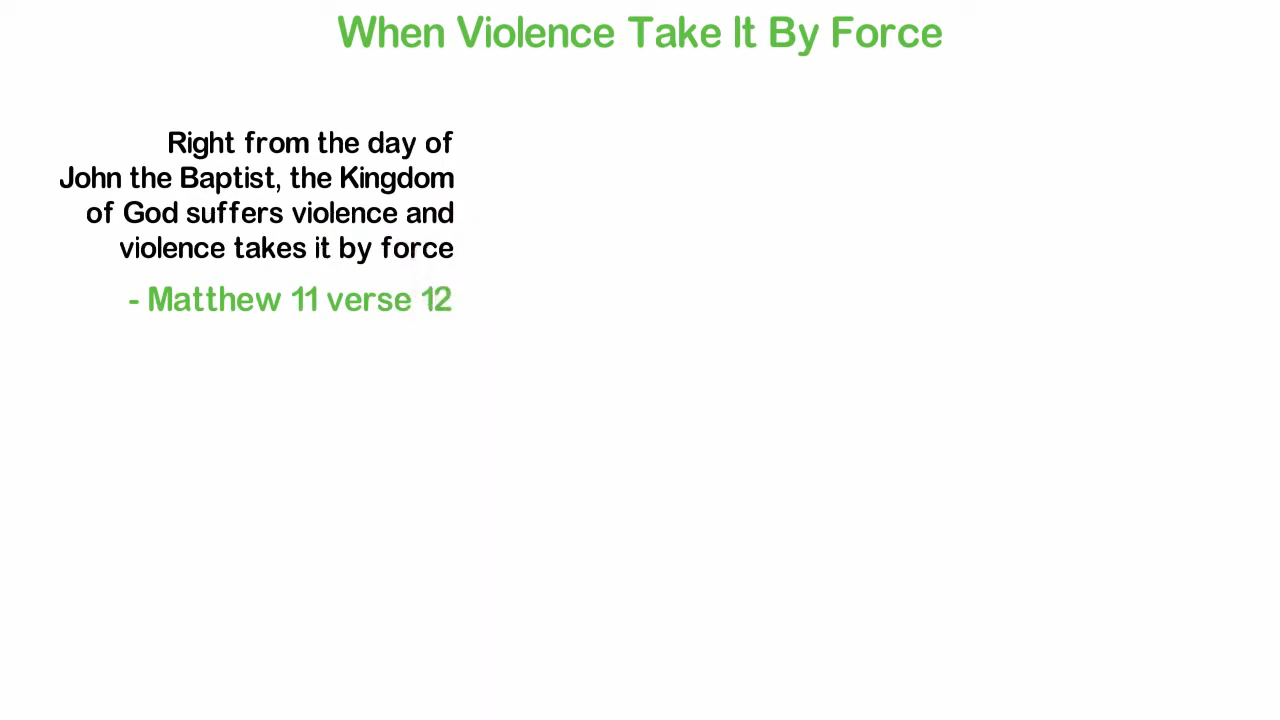 When Violence Take It By Force
Right from the day of
John the Baptist, the Kingdom
of God suffers violence and
violence takes it by force
- Matthew 11 verse 12